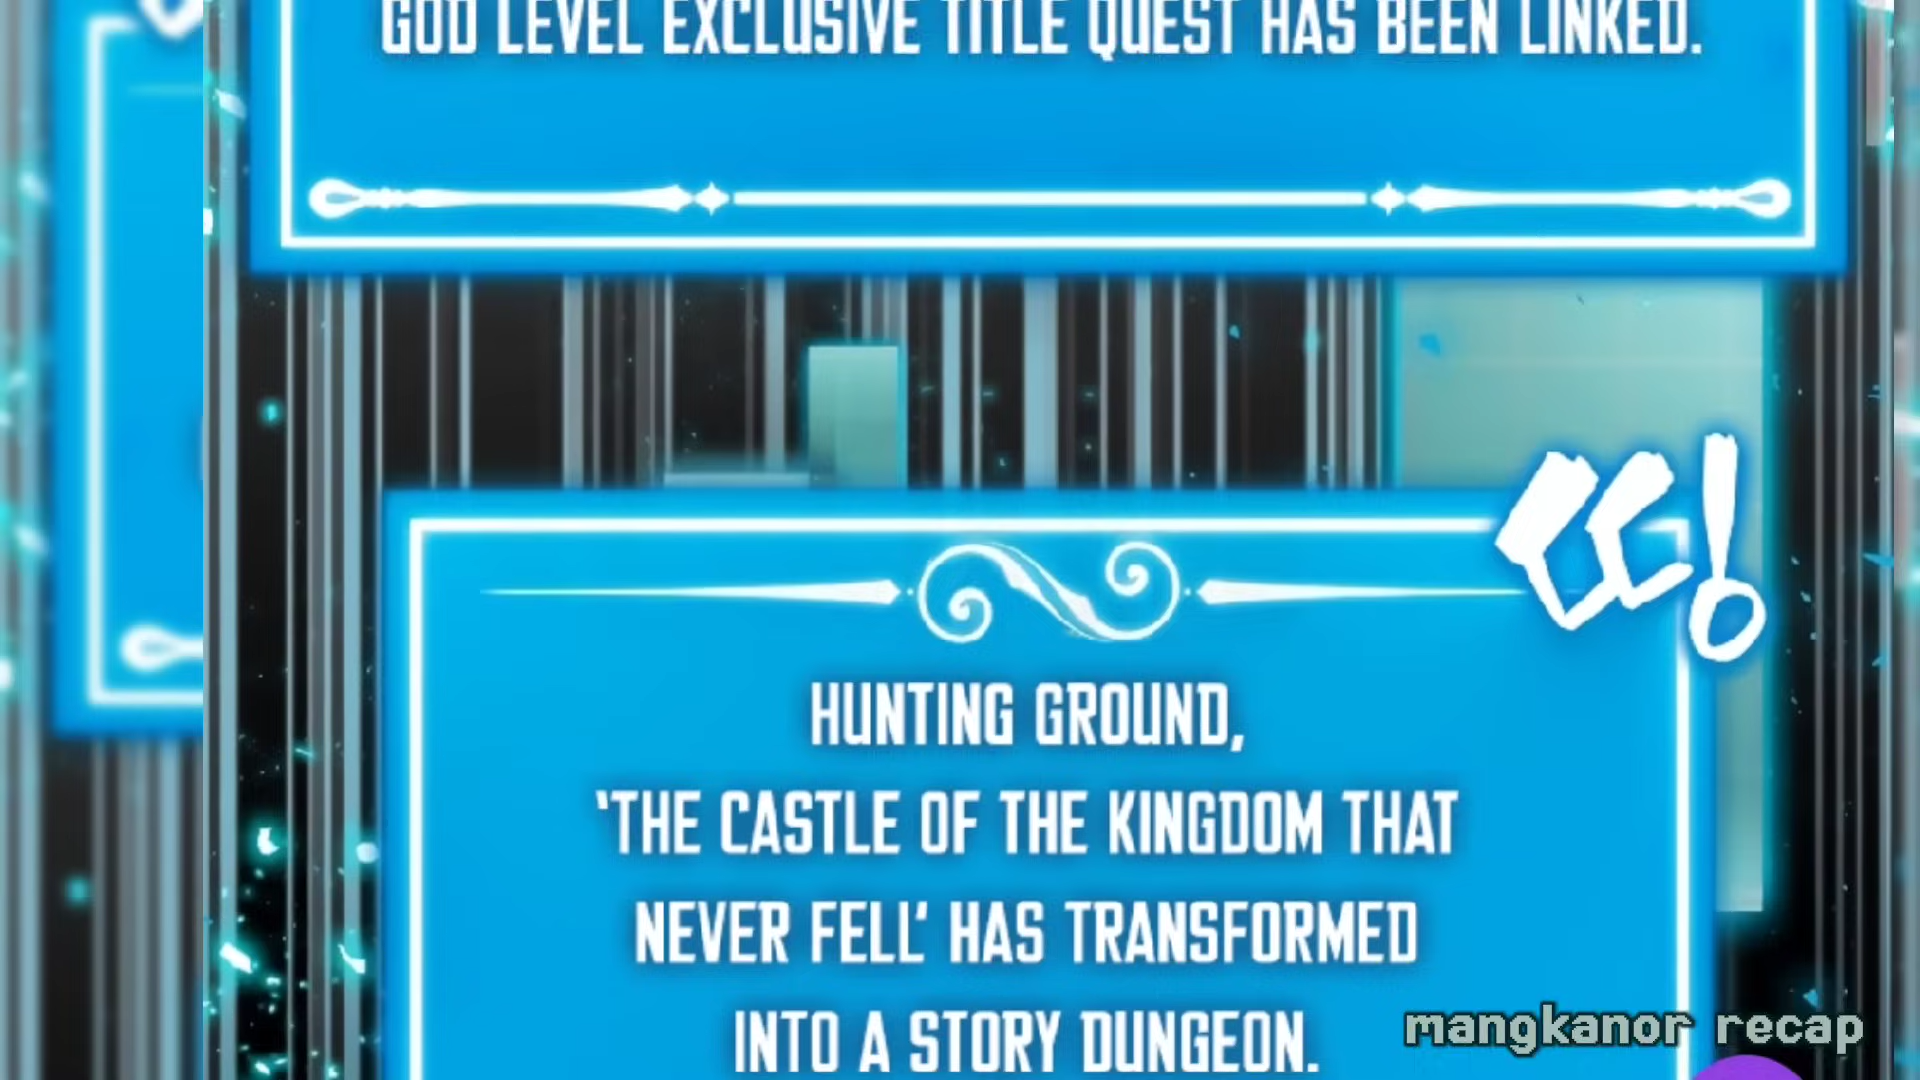 GOD LEVEL EXCLUSIVE TITLE QUEST HAS BEEN LINKED.
HUNTING GROUND,
'THE CASTLE OF THE KINGDOM THAT
NEVER FELL' HAS TRANSFORMED
INTO A STORY DUNGEON.
mangkanor recap